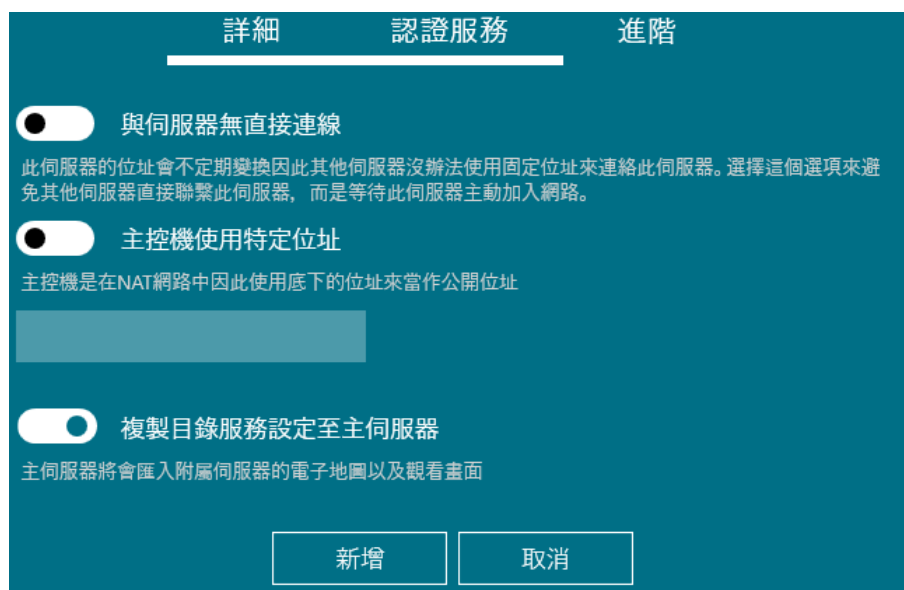 詳細 認證服務 進階
與伺服器無直接連線
此伺服器的位址會不定期變換因此其他伺服器沒辦法使用固定位址來連絡此伺服器。選擇這個選項來避
免其他伺服器直接聯繫此伺服器，而是等待此伺服器主動加入網路。
主控機使用特定位址
主控機是在NAT網路中因此使用底下的位址來當作公開位址
複製目錄服務設定至主伺服器
主伺服器將會匯入附屬伺服器的電子地圖以及觀看畫面
新增 取消